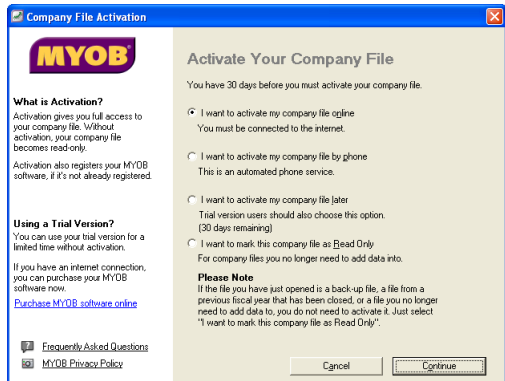 Company File Activation
MYOB
What is Activation?
Activation gives you full access to
your company file. Without
activation, your company file
becomes read-only.
Activation also registers your MYOB
software, if it's not already registered.
Using a Trial Version?
You can use your trial version for a
limited time without activation.
If you have an internet connection,
you can purchase your MYOB
software now.
Purchase MYOB software online
Frequently Asked Questions
MYOB Privacy Policy
Activate Your Company File
You have 30 days before you must activate your company file.
I want to activate my company file online
You must be connected to the internet.
I want to activate my company file by phone
This is an automated phone service.
I want to activate my company file later
Trial version users should also choose this option.
(30 days remaining)
I want to mark this company file as Read Only
For company files you no longer need to add data into.
Please Note
If the file you have just opened is a back-up file, a file from a
previous fiscal year that has been closed, or a file you no longer
need to add data to, you do not need to activate it. Just select
"I want to mark this company file as Read Only".
Cancel
Continue